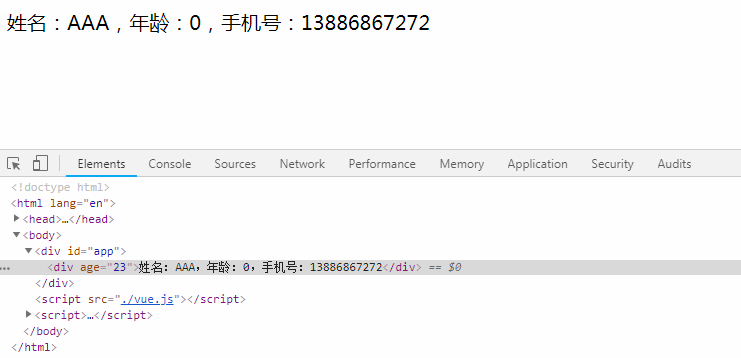 姓名：AAA，年龄：0，手机号：13886867272
Elements Console Sources Network Performance Memory Application Security Audits
<!doctype html>
<html lang="en">
<head>…</head>
<body>
<div id="app">
<div age="23">姓名：AAA，年龄：0，手机号：13886867272</div> == $0
</div>
<script src="./vue.js"></script>
<script>…</script>
</body>
</html>